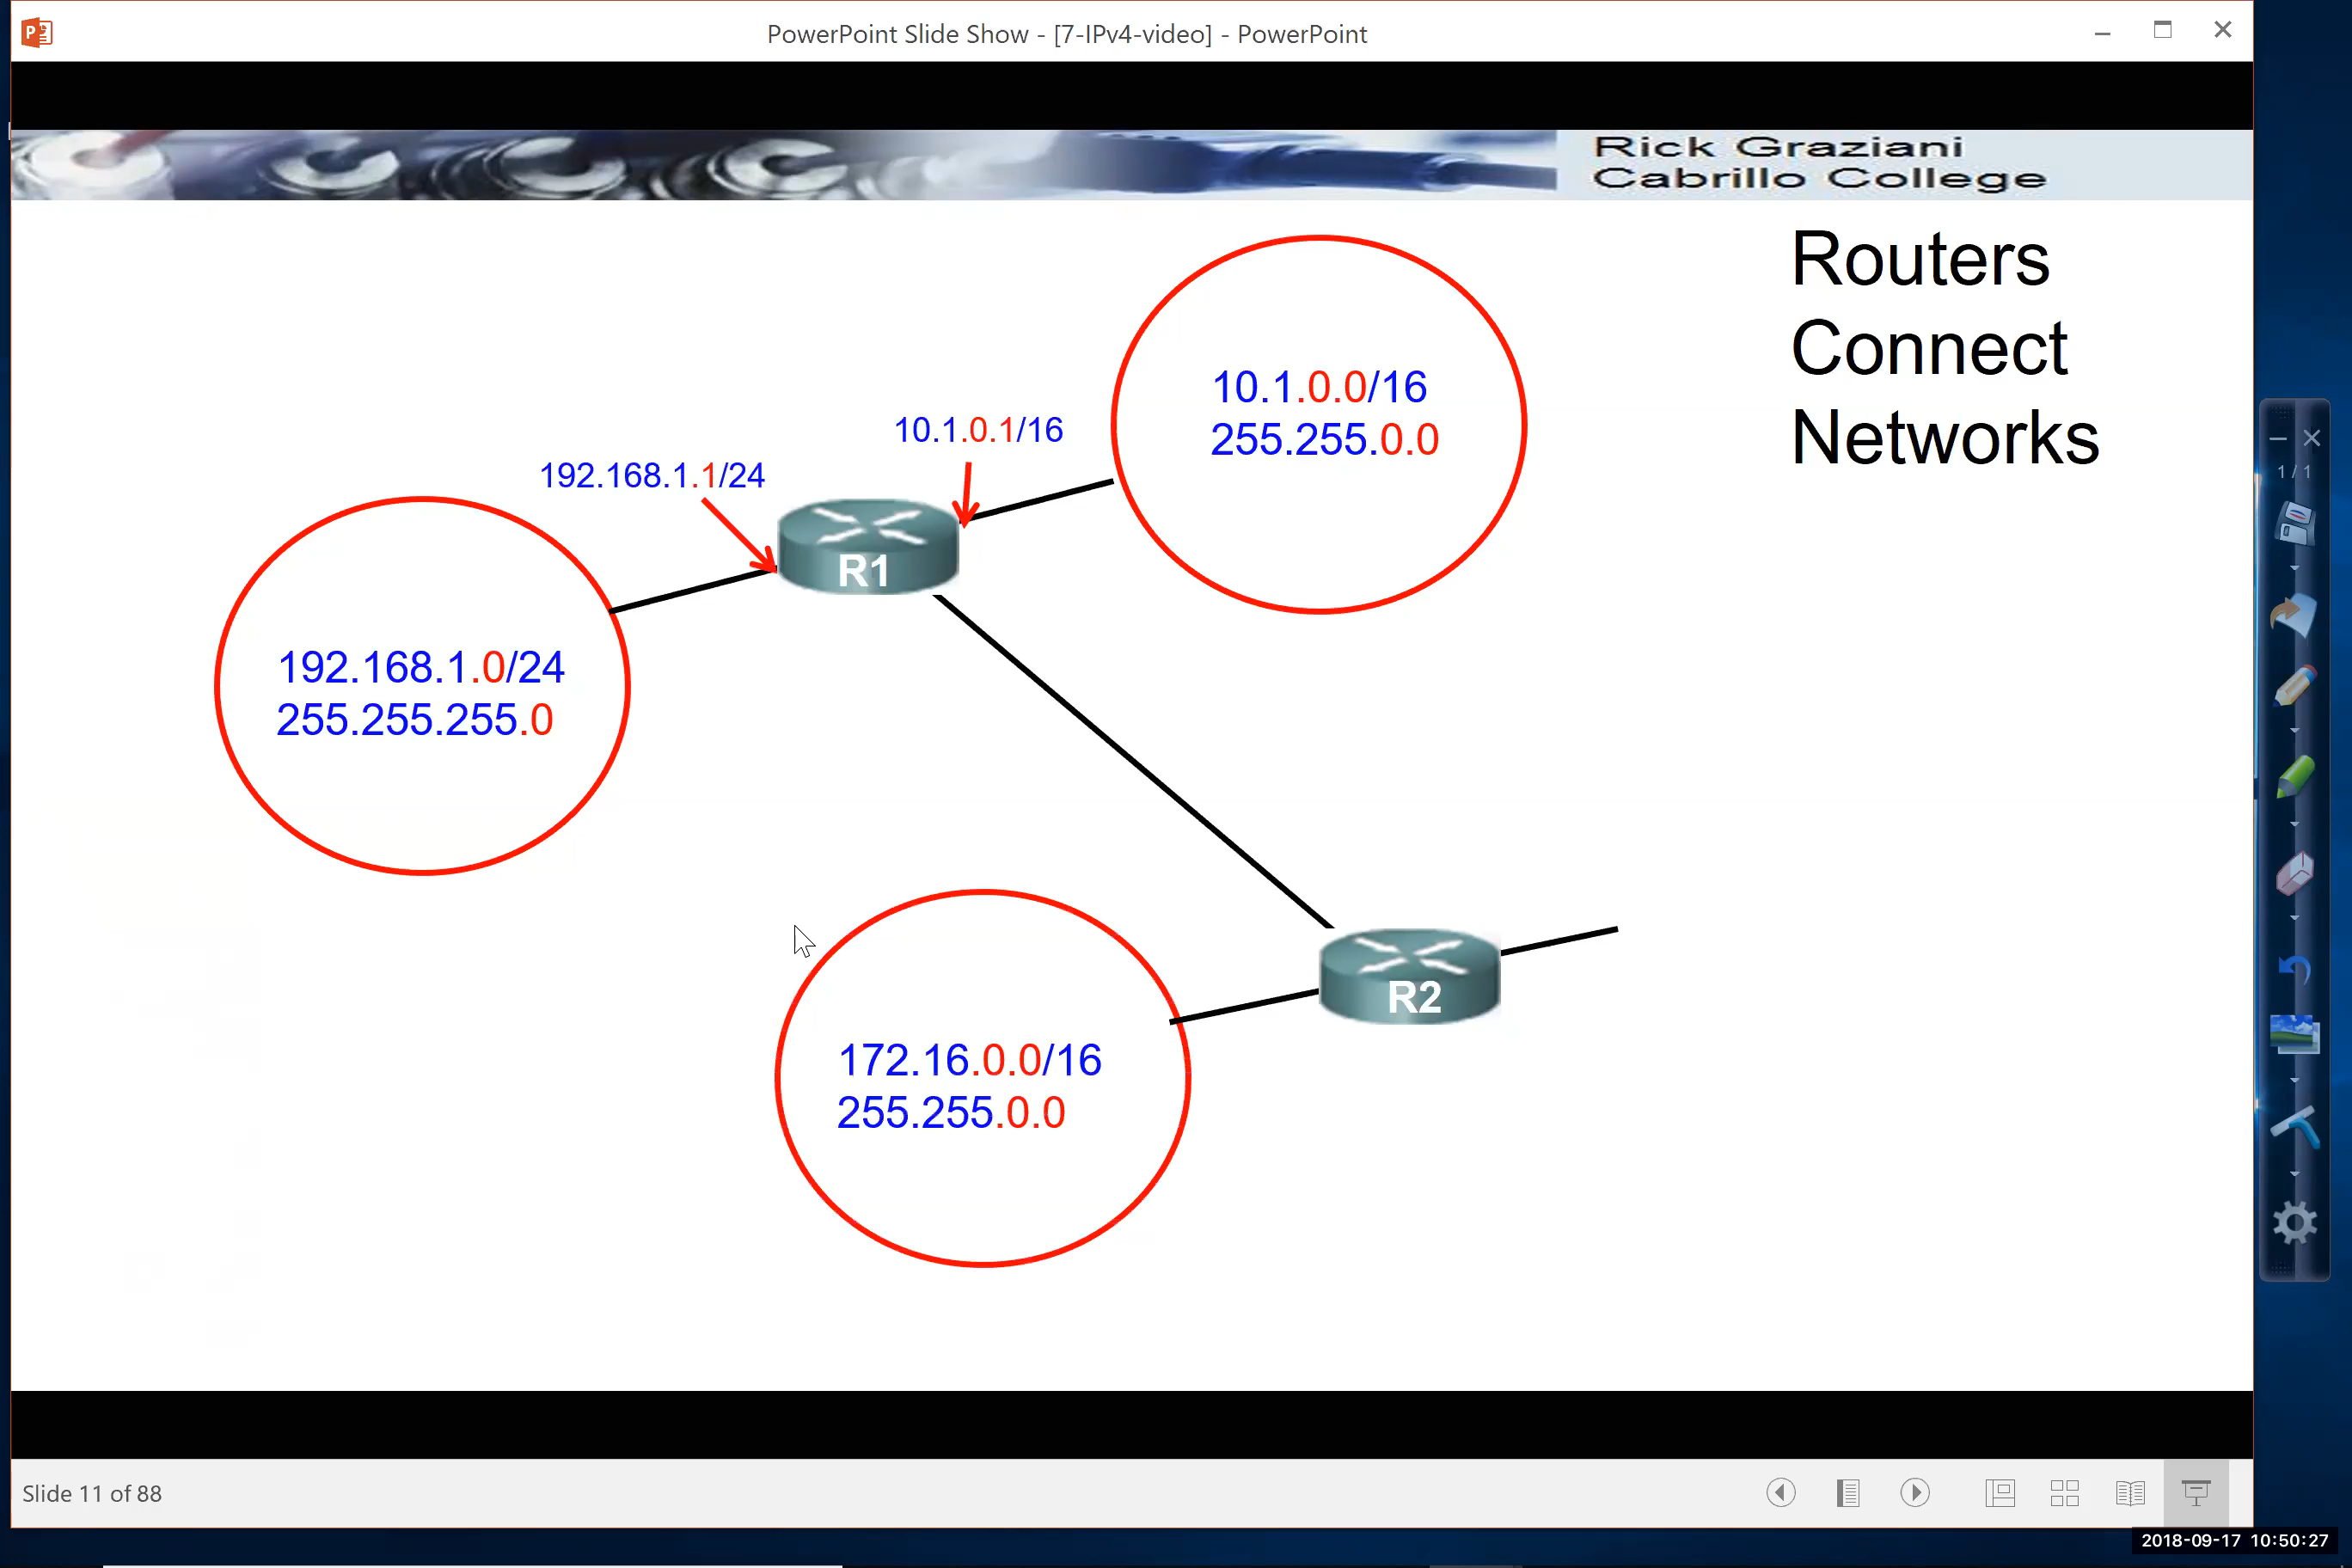 PowerPoint Slide Show - [7-IPv4-video] - PowerPoint
Rick Graziani
Cabrillo College
Routers
Connect
Networks
10.1.0.0/16
255.255.0.0
10.1.0.1/16
192.168.1.1/24
R1
192.168.1.0/24
255.255.255.0
R2
172.16.0.0/16
255.255.0.0
1/1
Slide 11 of 88
2018-09-17 10:50:27